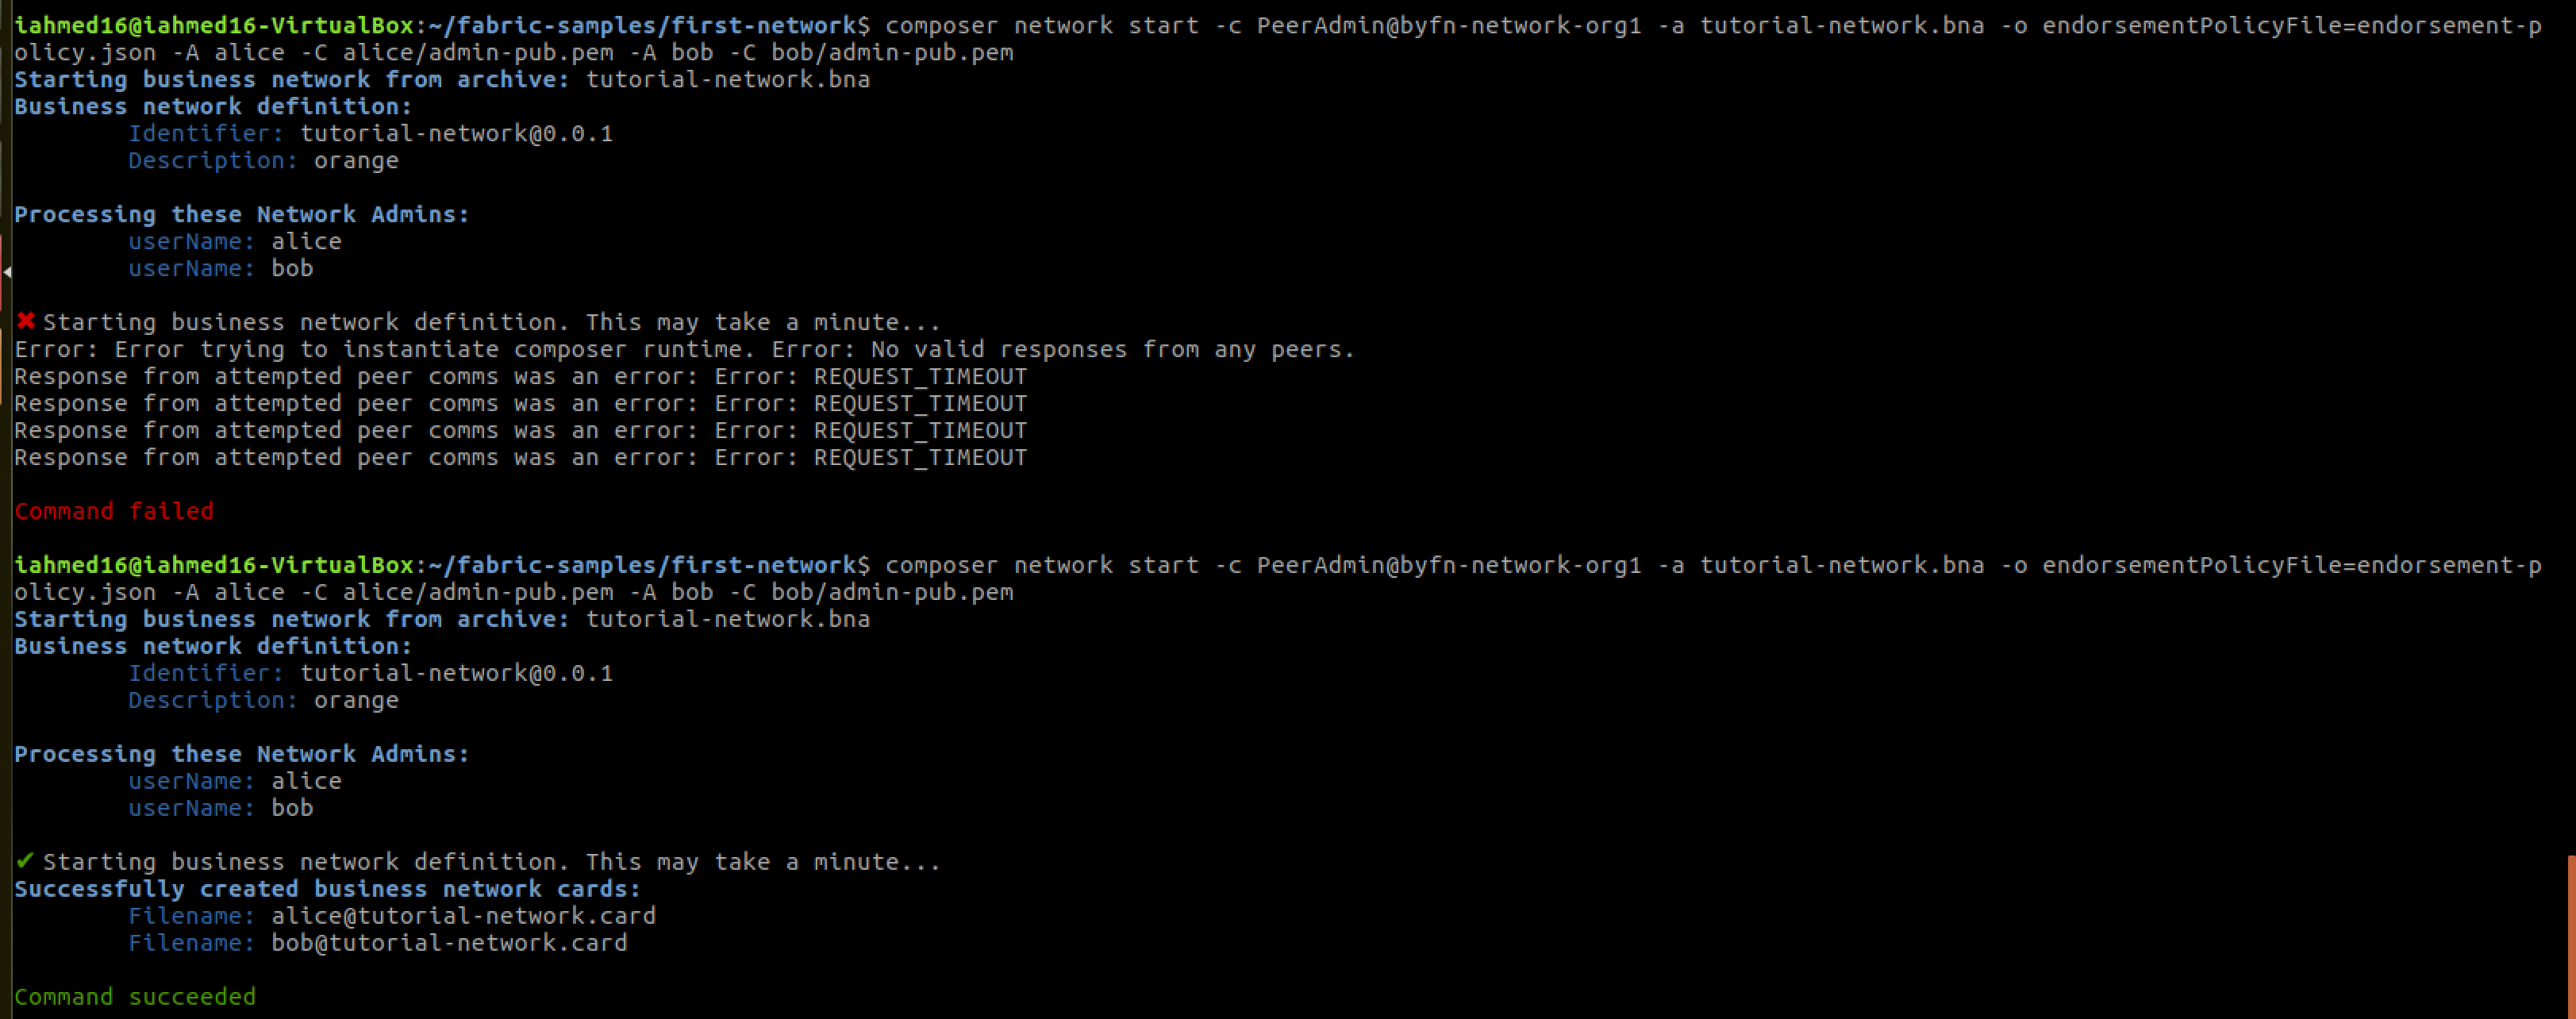 iahmed16@iahmed16-VirtualBox:~/fabric-samples/first-network$ composer network start -c PeerAdmin@byfn-network-org1 -a tutorial-network.bna -o endorsementPolicyFile=endorsement-p
olicy.json -A alice -C alice/admin-pub.pem -A bob -C bob/admin-pub.pem
Starting business network from archive: tutorial-network.bna
Business network definition:
Identifier: tutorial-network@0.0.1
Description: orange
Processing these Network Admins:
userName: alice
userName: bob
✖ Starting business network definition. This may take a minute...
Error: Error trying to instantiate composer runtime. Error: No valid responses from any peers.
Response from attempted peer comms was an error: Error: REQUEST_TIMEOUT
Response from attempted peer comms was an error: Error: REQUEST_TIMEOUT
Response from attempted peer comms was an error: Error: REQUEST_TIMEOUT
Response from attempted peer comms was an error: Error: REQUEST_TIMEOUT
Command failed
iahmed16@iahmed16-VirtualBox:~/fabric-samples/first-network$ composer network start -c PeerAdmin@byfn-network-org1 -a tutorial-network.bna -o endorsementPolicyFile=endorsement-p
olicy.json -A alice -C alice/admin-pub.pem -A bob -C bob/admin-pub.pem
Starting business network from archive: tutorial-network.bna
Business network definition:
Identifier: tutorial-network@0.0.1
Description: orange
Processing these Network Admins:
userName: alice
userName: bob
✔ Starting business network definition. This may take a minute...
Successfully created business network cards:
Filename: alice@tutorial-network.card
Filename: bob@tutorial-network.card
Command succeeded